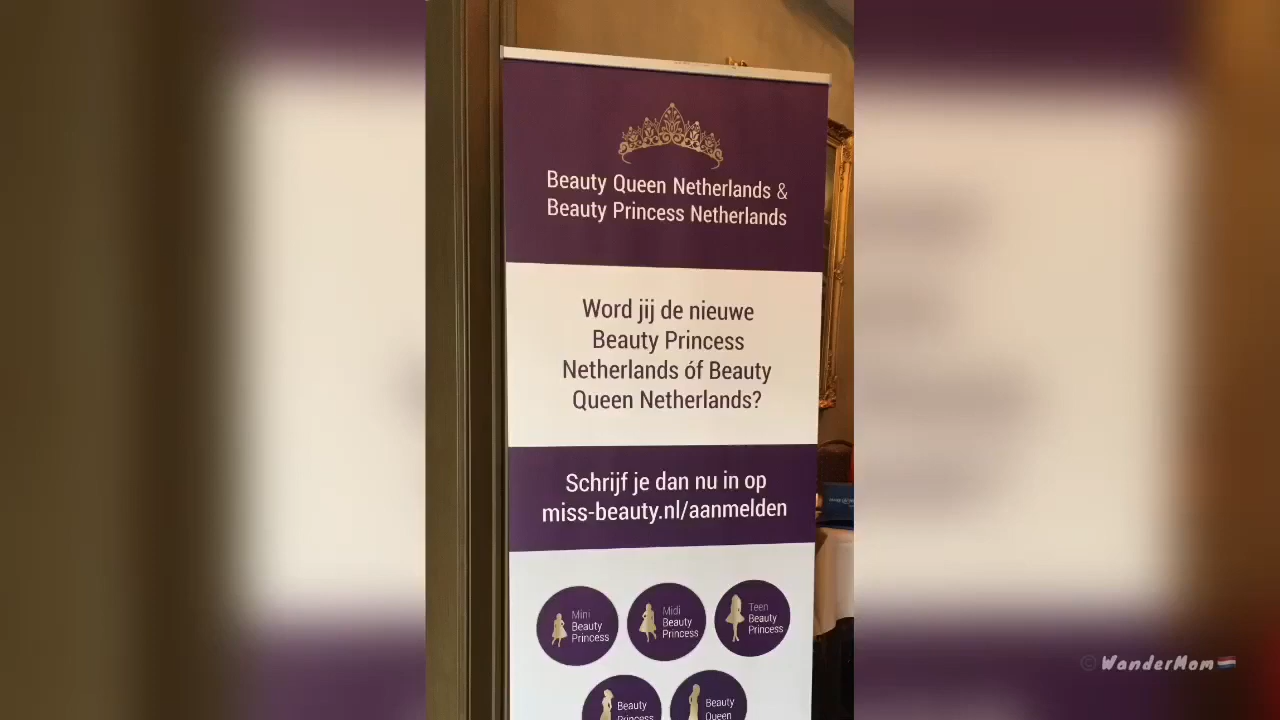 Beauty Queen Netherlands &
Beauty Princess Netherlands
Word jij de nieuwe
Beauty Princess
Netherlands óf Beauty
Queen Netherlands?
Schrijf je dan nu in op
miss-beauty.nl/aanmelden
Mini
Beauty
Princess
Midi
Beauty
Princess
Teen
Beauty
Princess
Beauty
Princess
Beauty
Queen
©WanderMom